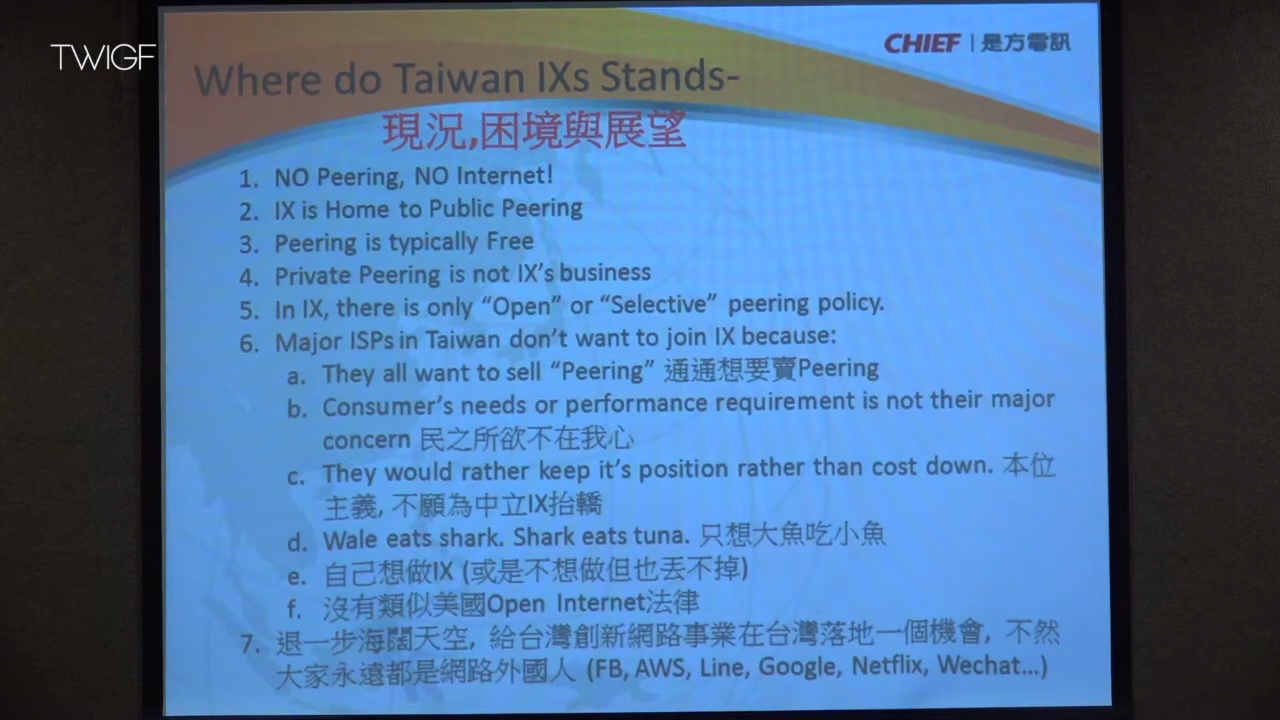 TWIGF
CHIEF | 是方電訊
Where do Taiwan IXs Stands-
現況,困境與展望
1. NO Peering, NO Internet!
2. IX is Home to Public Peering
3. Peering is typically Free
4. Private Peering is not IX's business
5. In IX, there is only “Open” or “Selective” peering policy.
6. Major ISPs in Taiwan don't want to join IX because:
a. They all want to sell “Peering” 通通想要賣Peering
b. Consumer's needs or performance requirement is not their major
concern 民之所欲不在我心
c. They would rather keep it's position rather than cost down. 本位
主義, 不願為中立IX抬轎
d. Wale eats shark. Shark eats tuna. 只想大魚吃小魚
e. 自己想做IX (或是不想做但也丟不掉)
f. 沒有類似美國Open Internet法律
7. 退一步海闊天空, 給台灣創新網路事業在台灣落地一個機會, 不然
大家永遠都是網路外國人 (FB, AWS, Line, Google, Netflix, Wechat...)